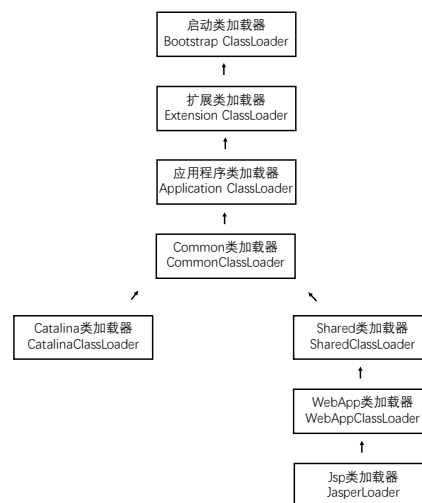 启动类加载器
Bootstrap ClassLoader
扩展类加载器
Extension ClassLoader
应用程序类加载器
Application ClassLoader
Common类加载器
CommonClassLoader
Catalina类加载器
CatalinaClassLoader
Shared类加载器
SharedClassLoader
WebApp类加载器
WebAppClassLoader
Jsp类加载器
JasperLoader